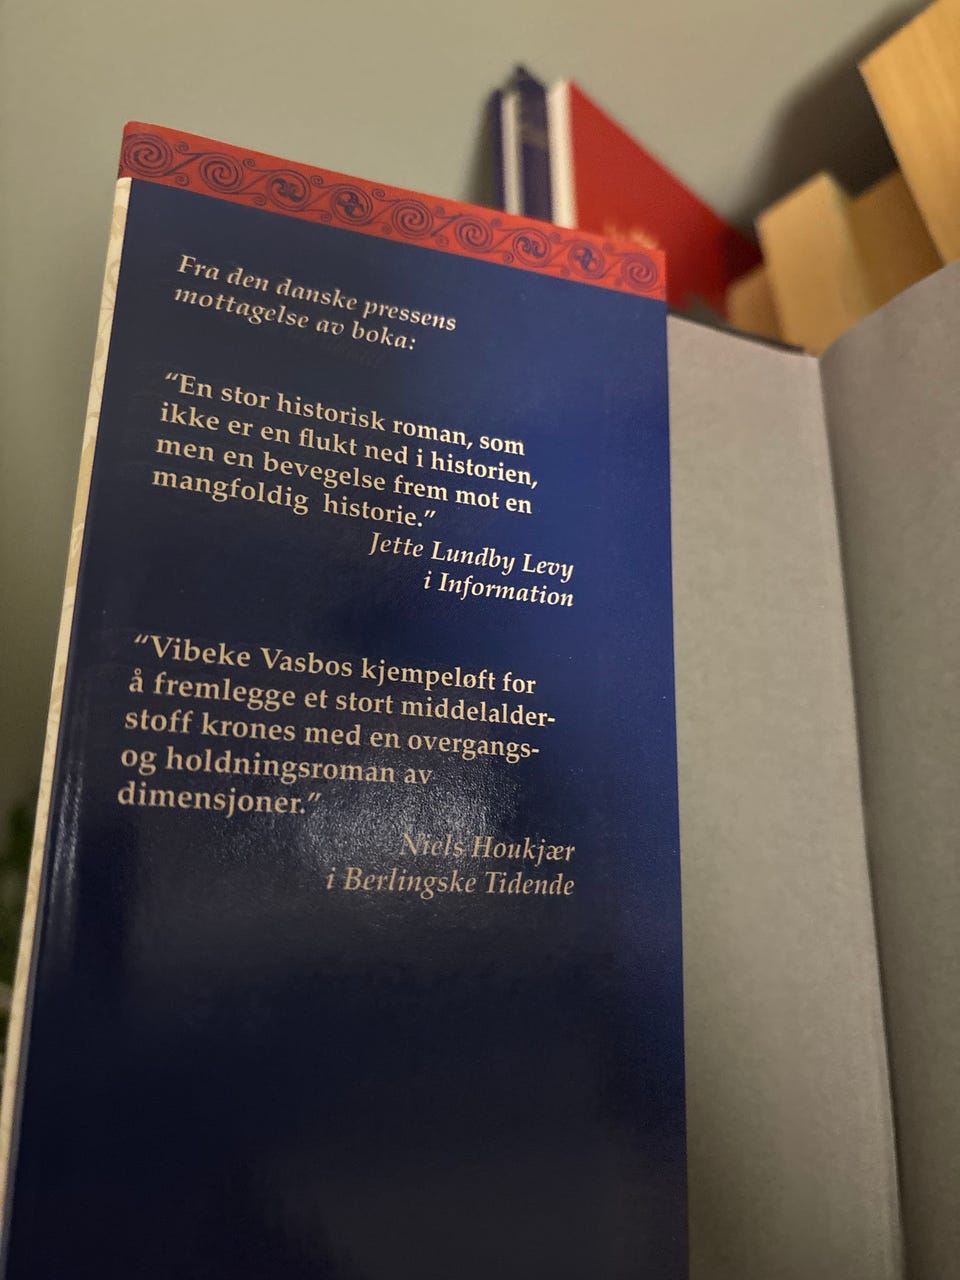 Fra den danske pressens
mottagelse av boka:
“En stor historisk roman, som
ikke er en flukt ned i historien,
men en bevegelse frem mot en
mangfoldig historie.”
Jette Lundby Levy
i Information
“Vibeke Vasbos kjempeløft for
å fremlegge et stort middelalder-
stoff krones med en overgangs-
og holdningsroman av
dimensjoner.”
Niels Houkjær
i Berlingske Tidende